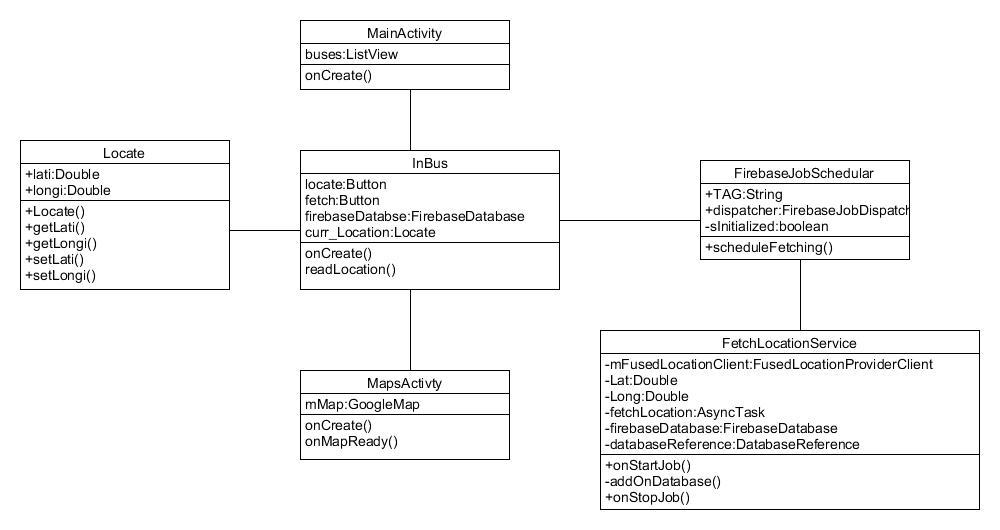 MainActivity
buses:ListView
onCreate()
Locate
+lati:Double
+longi:Double
+Locate()
+getLati()
+getLongi()
+setLati()
+setLongi()
InBus
locate:Button
fetch:Button
firebaseDatabse:FirebaseDatabase
curr_Location:Locate
onCreate()
readLocation()
FirebaseJobSchedular
+TAG:String
+dispatcher:FirebaseJobDispatch
-sInitialized:boolean
+scheduleFetching()
MapsActivty
mMap:GoogleMap
onCreate()
onMapReady()
FetchLocationService
-mFusedLocationClient:FusedLocationProviderClient
-Lat:Double
-Long:Double
-fetchLocation:AsyncTask
-firebaseDatabase:FirebaseDatabase
-databaseReference:DatabaseReference
+onStartJob()
-addOnDatabase()
+onStopJob()